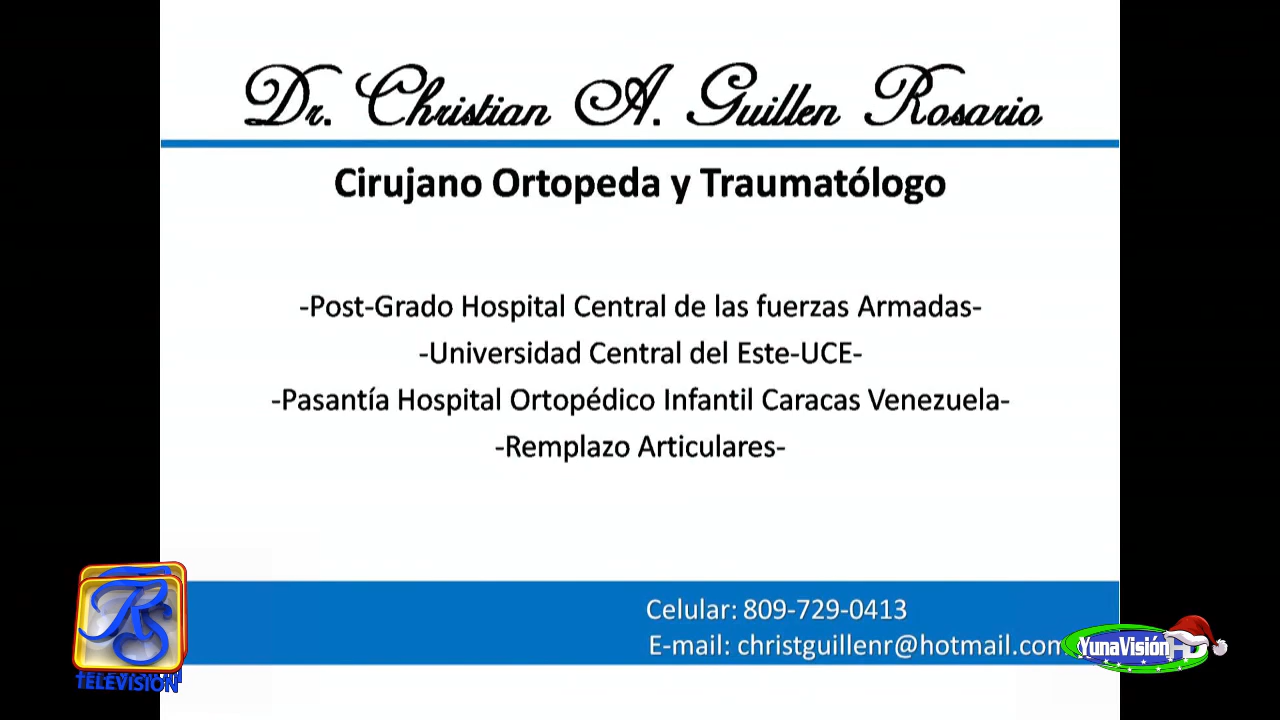 Dr. Christian A. Guillen Rosario
Cirujano Ortopeda y Traumatólogo
-Post-Grado Hospital Central de las fuerzas Armadas-
-Universidad Central del Este-UCE-
-Pasantía Hospital Ortopédico Infantil Caracas Venezuela-
-Remplazo Articulares-
Celular: 809-729-0413
E-mail: christguillenr@hotmail.com
RS
TELEVISION
YunaVisión HD